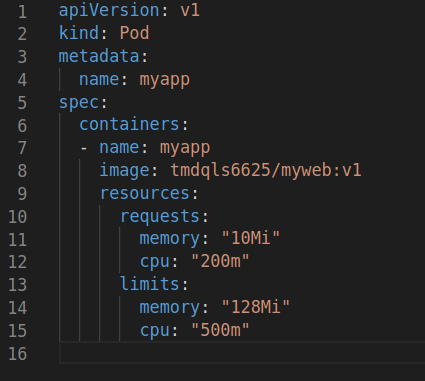 1 apiVersion: v1
2 kind: Pod
3 metadata:
4   name: myapp
5 spec:
6   containers:
7   - name: myapp
8     image: tmdqls6625/myweb:v1
9     resources:
10       requests:
11         memory: "10Mi"
12         cpu: "200m"
13       limits:
14         memory: "128Mi"
15         cpu: "500m"
16